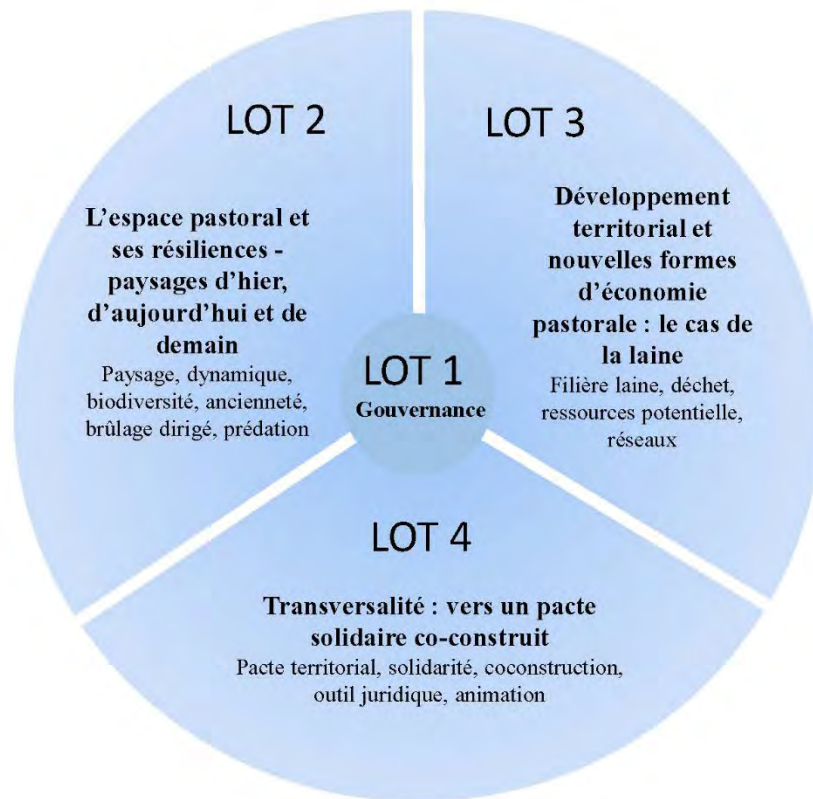 LOT 2
L'espace pastoral et
ses résiliences -
paysages d'hier,
d'aujourd'hui et de
demain
Paysage, dynamique,
biodiversité, ancienneté,
brûlage dirigé, prédation
LOT 3
Développement
territorial et
nouvelles formes
d'économie
pastorale : le cas de
la laine
Filière laine, déchet,
ressources potentielle,
réseaux
LOT 1
Gouvernance
LOT 4
Transversalité : vers un pacte
solidaire co-construit
Pacte territorial, solidarité, coconstruction,
outil juridique, animation